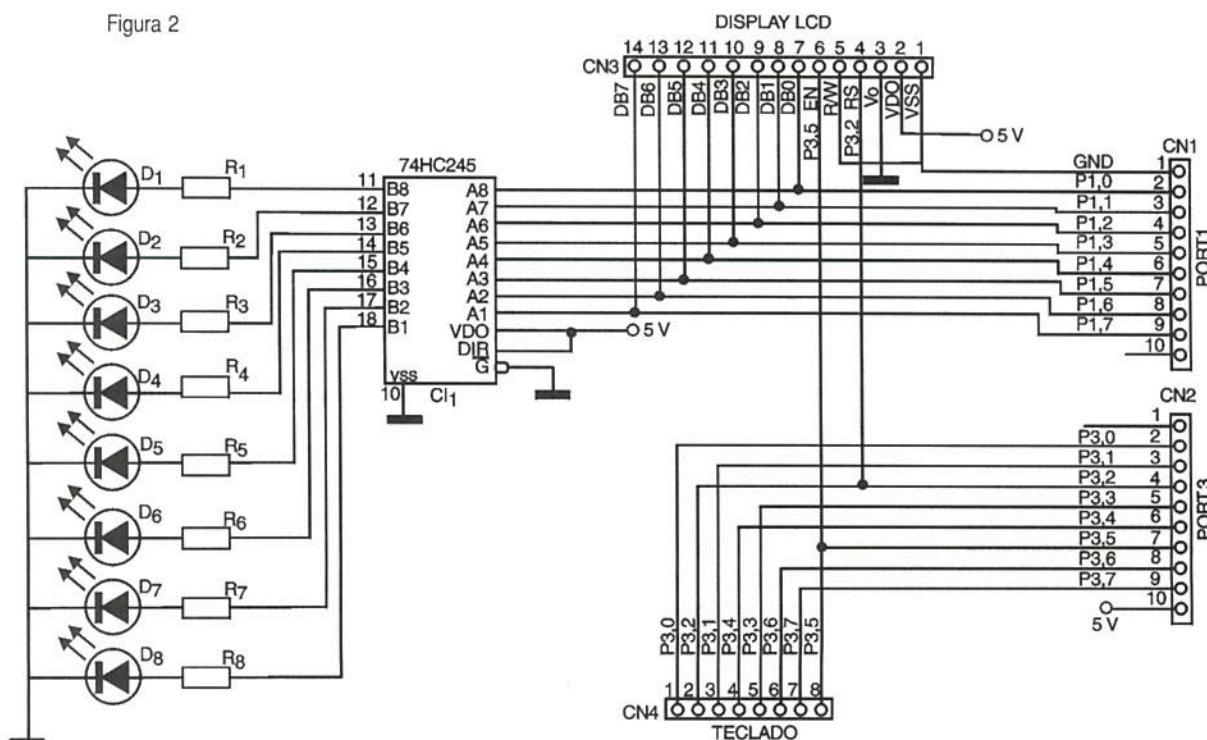 Figura 2
DISPLAY LCD
CN3
14 13 12 11 10 9 8 7 6 5 4 3 2 1
DB7
DB6
DB5
DB4
DB3
DB2
DB1
DB0
P3,5 EN
R/W
P3,2 RS
Vo
VDO
VSS
5 V
CN1
GND 1
P1,0 2
P1,1 3
P1,2 4
P1,3 5
P1,4 6
P1,5 7
P1,6 8
P1,7 9
10
PORT1
74HC245
11 B8 A8
12 B7 A7
13 B6 A6
14 B5 A5
15 B4 A4
16 B3 A3
17 B2 A2
18 B1 A1
VDO
5 V
DIR
G
VSS
10
CI1
D1 R1
D2 R2
D3 R3
D4 R4
D5 R5
D6 R6
D7 R7
D8 R8
CN2
1
P3,0 2
P3,1 3
P3,2 4
P3,3 5
P3,4 6
P3,5 7
P3,6 8
P3,7 9
10
5 V
PORT3
P3,0
P3,2
P3,1
P3,4
P3,3
P3,6
P3,7
P3,5
1 2 3 4 5 6 7 8
CN4
TECLADO